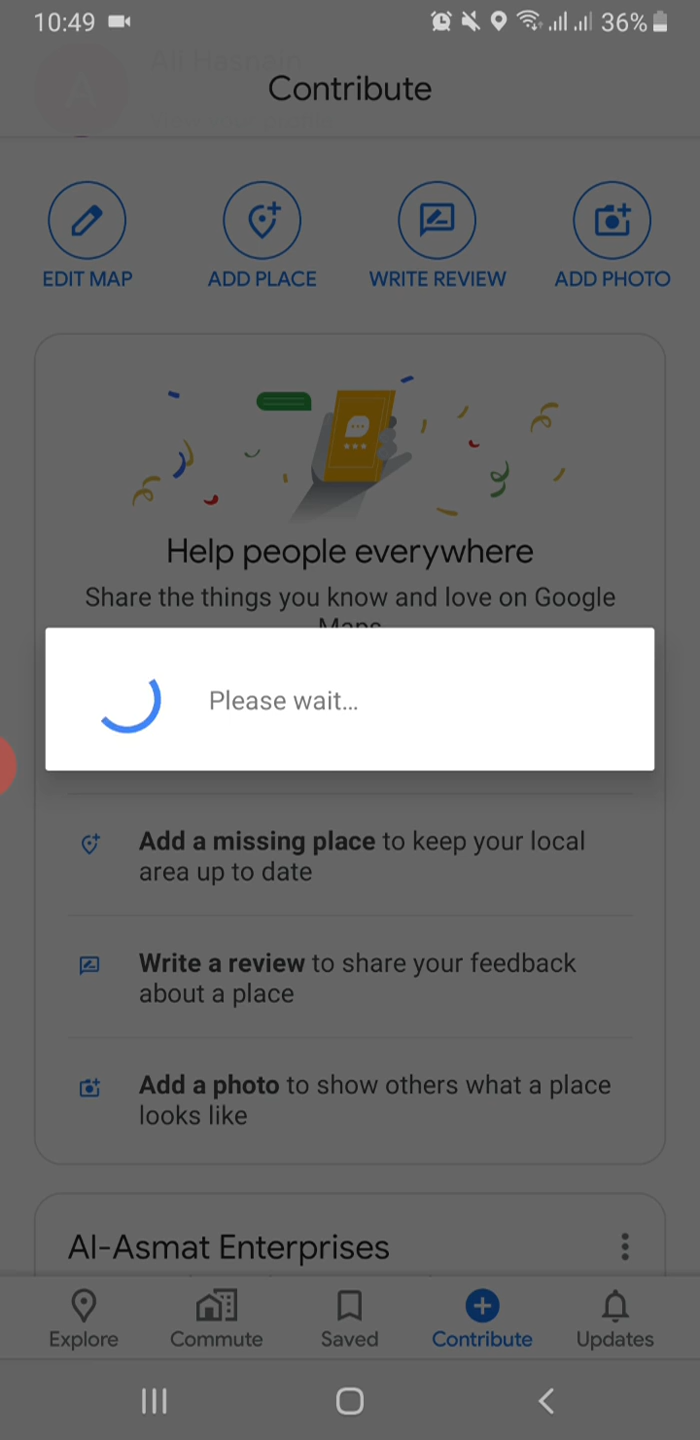 10:49
36%
Ali Hasnain
Contribute
EDIT MAP
ADD PLACE
WRITE REVIEW
ADD PHOTO
Help people everywhere
Share the things you know and love on Google
Maps
Please wait...
Add a missing place to keep your local
area up to date
Write a review to share your feedback
about a place
Add a photo to show others what a place
looks like
Al-Asmat Enterprises
Explore
Commute
Saved
Contribute
Updates